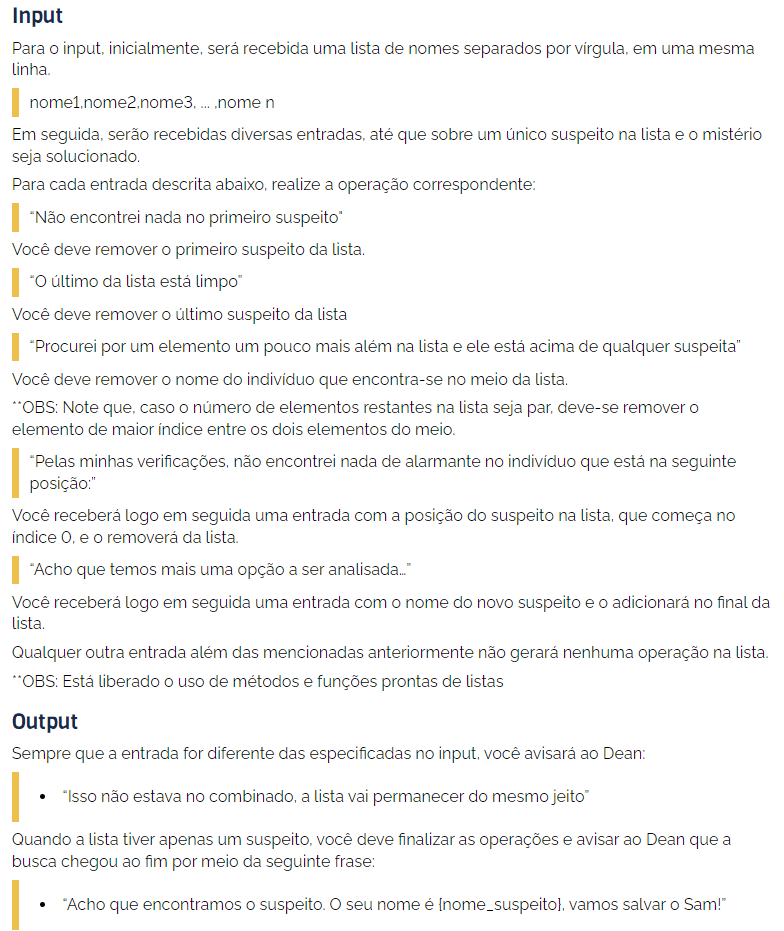 Input
Para o input, inicialmente, será recebida uma lista de nomes separados por vírgula, em uma mesma
linha.
nome1,nome2,nome3, ... ,nome n
Em seguida, serão recebidas diversas entradas, até que sobre um único suspeito na lista e o mistério
seja solucionado.
Para cada entrada descrita abaixo, realize a operação correspondente:
“Não encontrei nada no primeiro suspeito"
Você deve remover o primeiro suspeito da lista.
“O último da lista está limpo”
Você deve remover o último suspeito da lista
“Procurei por um elemento um pouco mais além na lista e ele está acima de qualquer suspeita”
Você deve remover o nome do indivíduo que encontra-se no meio da lista.
**OBS: Note que, caso o número de elementos restantes na lista seja par, deve-se remover o
elemento de maior índice entre os dois elementos do meio.
“Pelas minhas verificações, não encontrei nada de alarmante no indivíduo que está na seguinte
posição:”
Você receberá logo em seguida uma entrada com a posição do suspeito na lista, que começa no
índice 0, e o removerá da lista.
“Acho que temos mais uma opção a ser analisada…”
Você receberá logo em seguida uma entrada com o nome do novo suspeito e o adicionará no final da
lista.
Qualquer outra entrada além das mencionadas anteriormente não gerará nenhuma operação na lista.
**OBS: Está liberado o uso de métodos e funções prontas de listas
Output
Sempre que a entrada for diferente das especificadas no input, você avisará ao Dean:
• “Isso não estava no combinado, a lista vai permanecer do mesmo jeito”
Quando a lista tiver apenas um suspeito, você deve finalizar as operações e avisar ao Dean que a
busca chegou ao fim por meio da seguinte frase:
• “Acho que encontramos o suspeito. O seu nome é {nome_suspeito}, vamos salvar o Sam!”